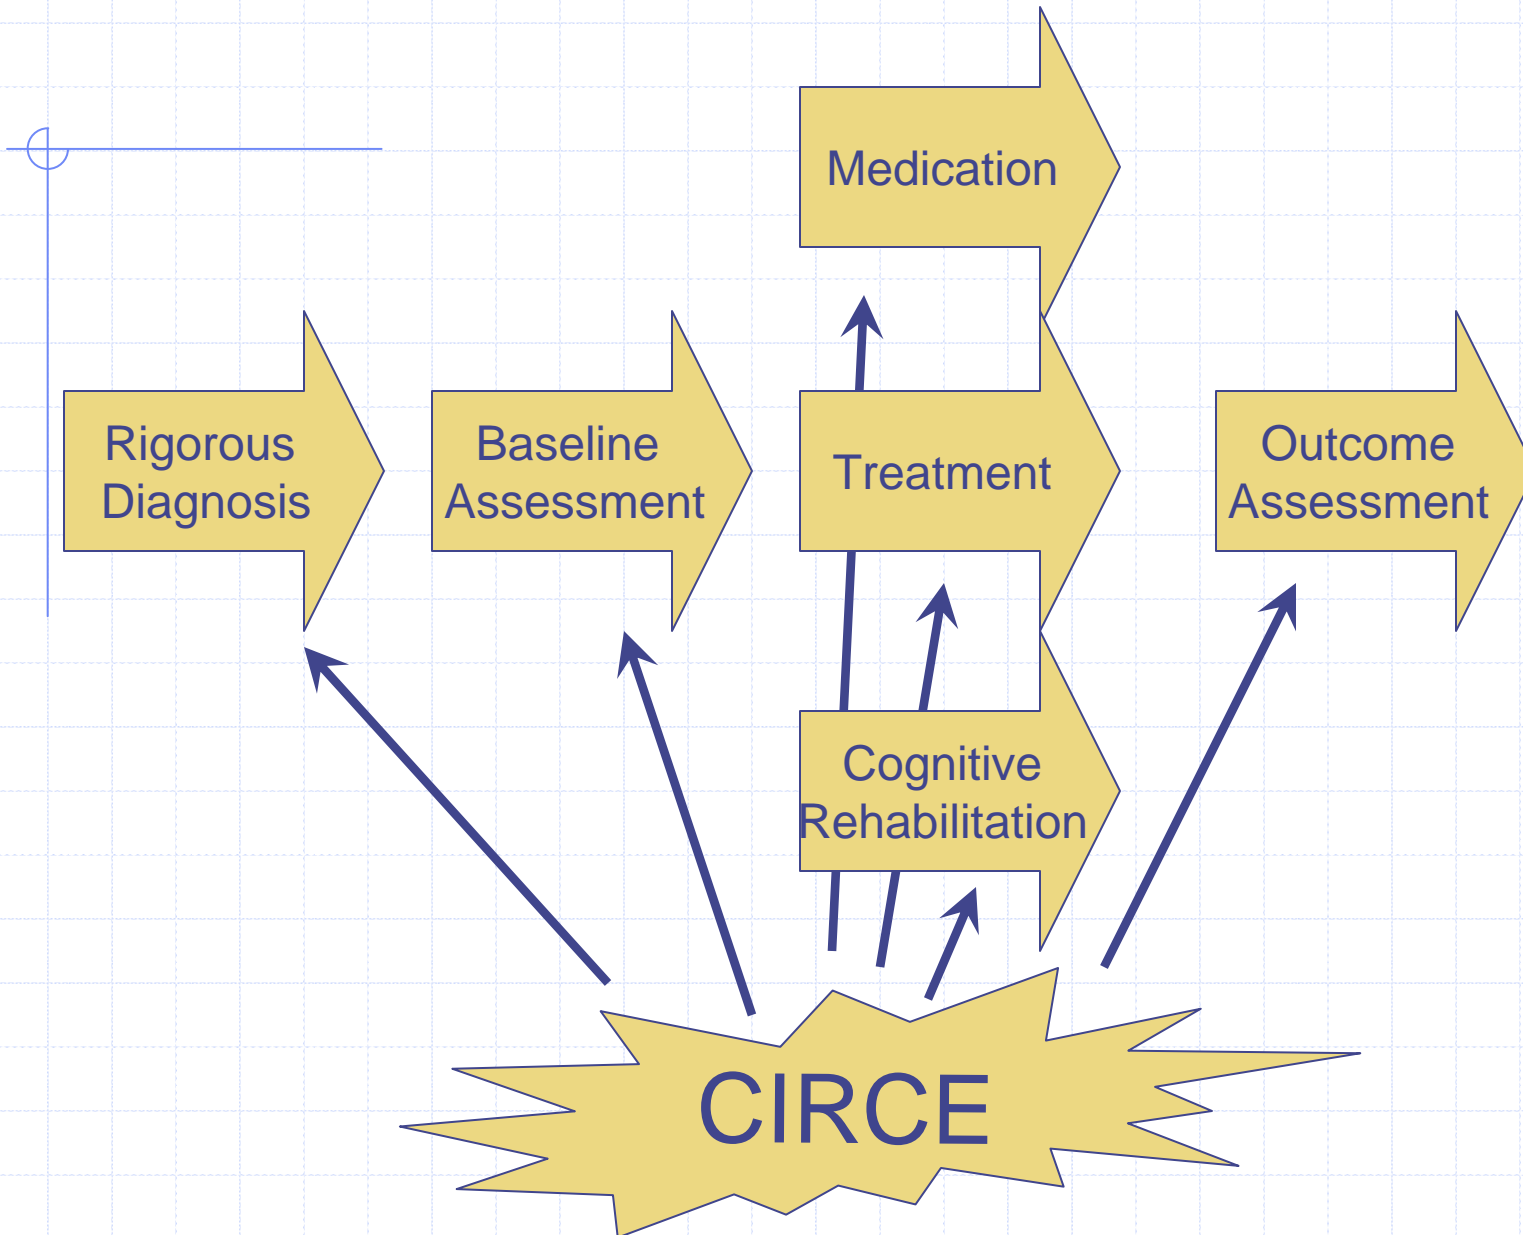 Medication
Rigorous
Diagnosis
Baseline
Assessment
Treatment
Outcome
Assessment
Cognitive
Rehabilitation
CIRCE